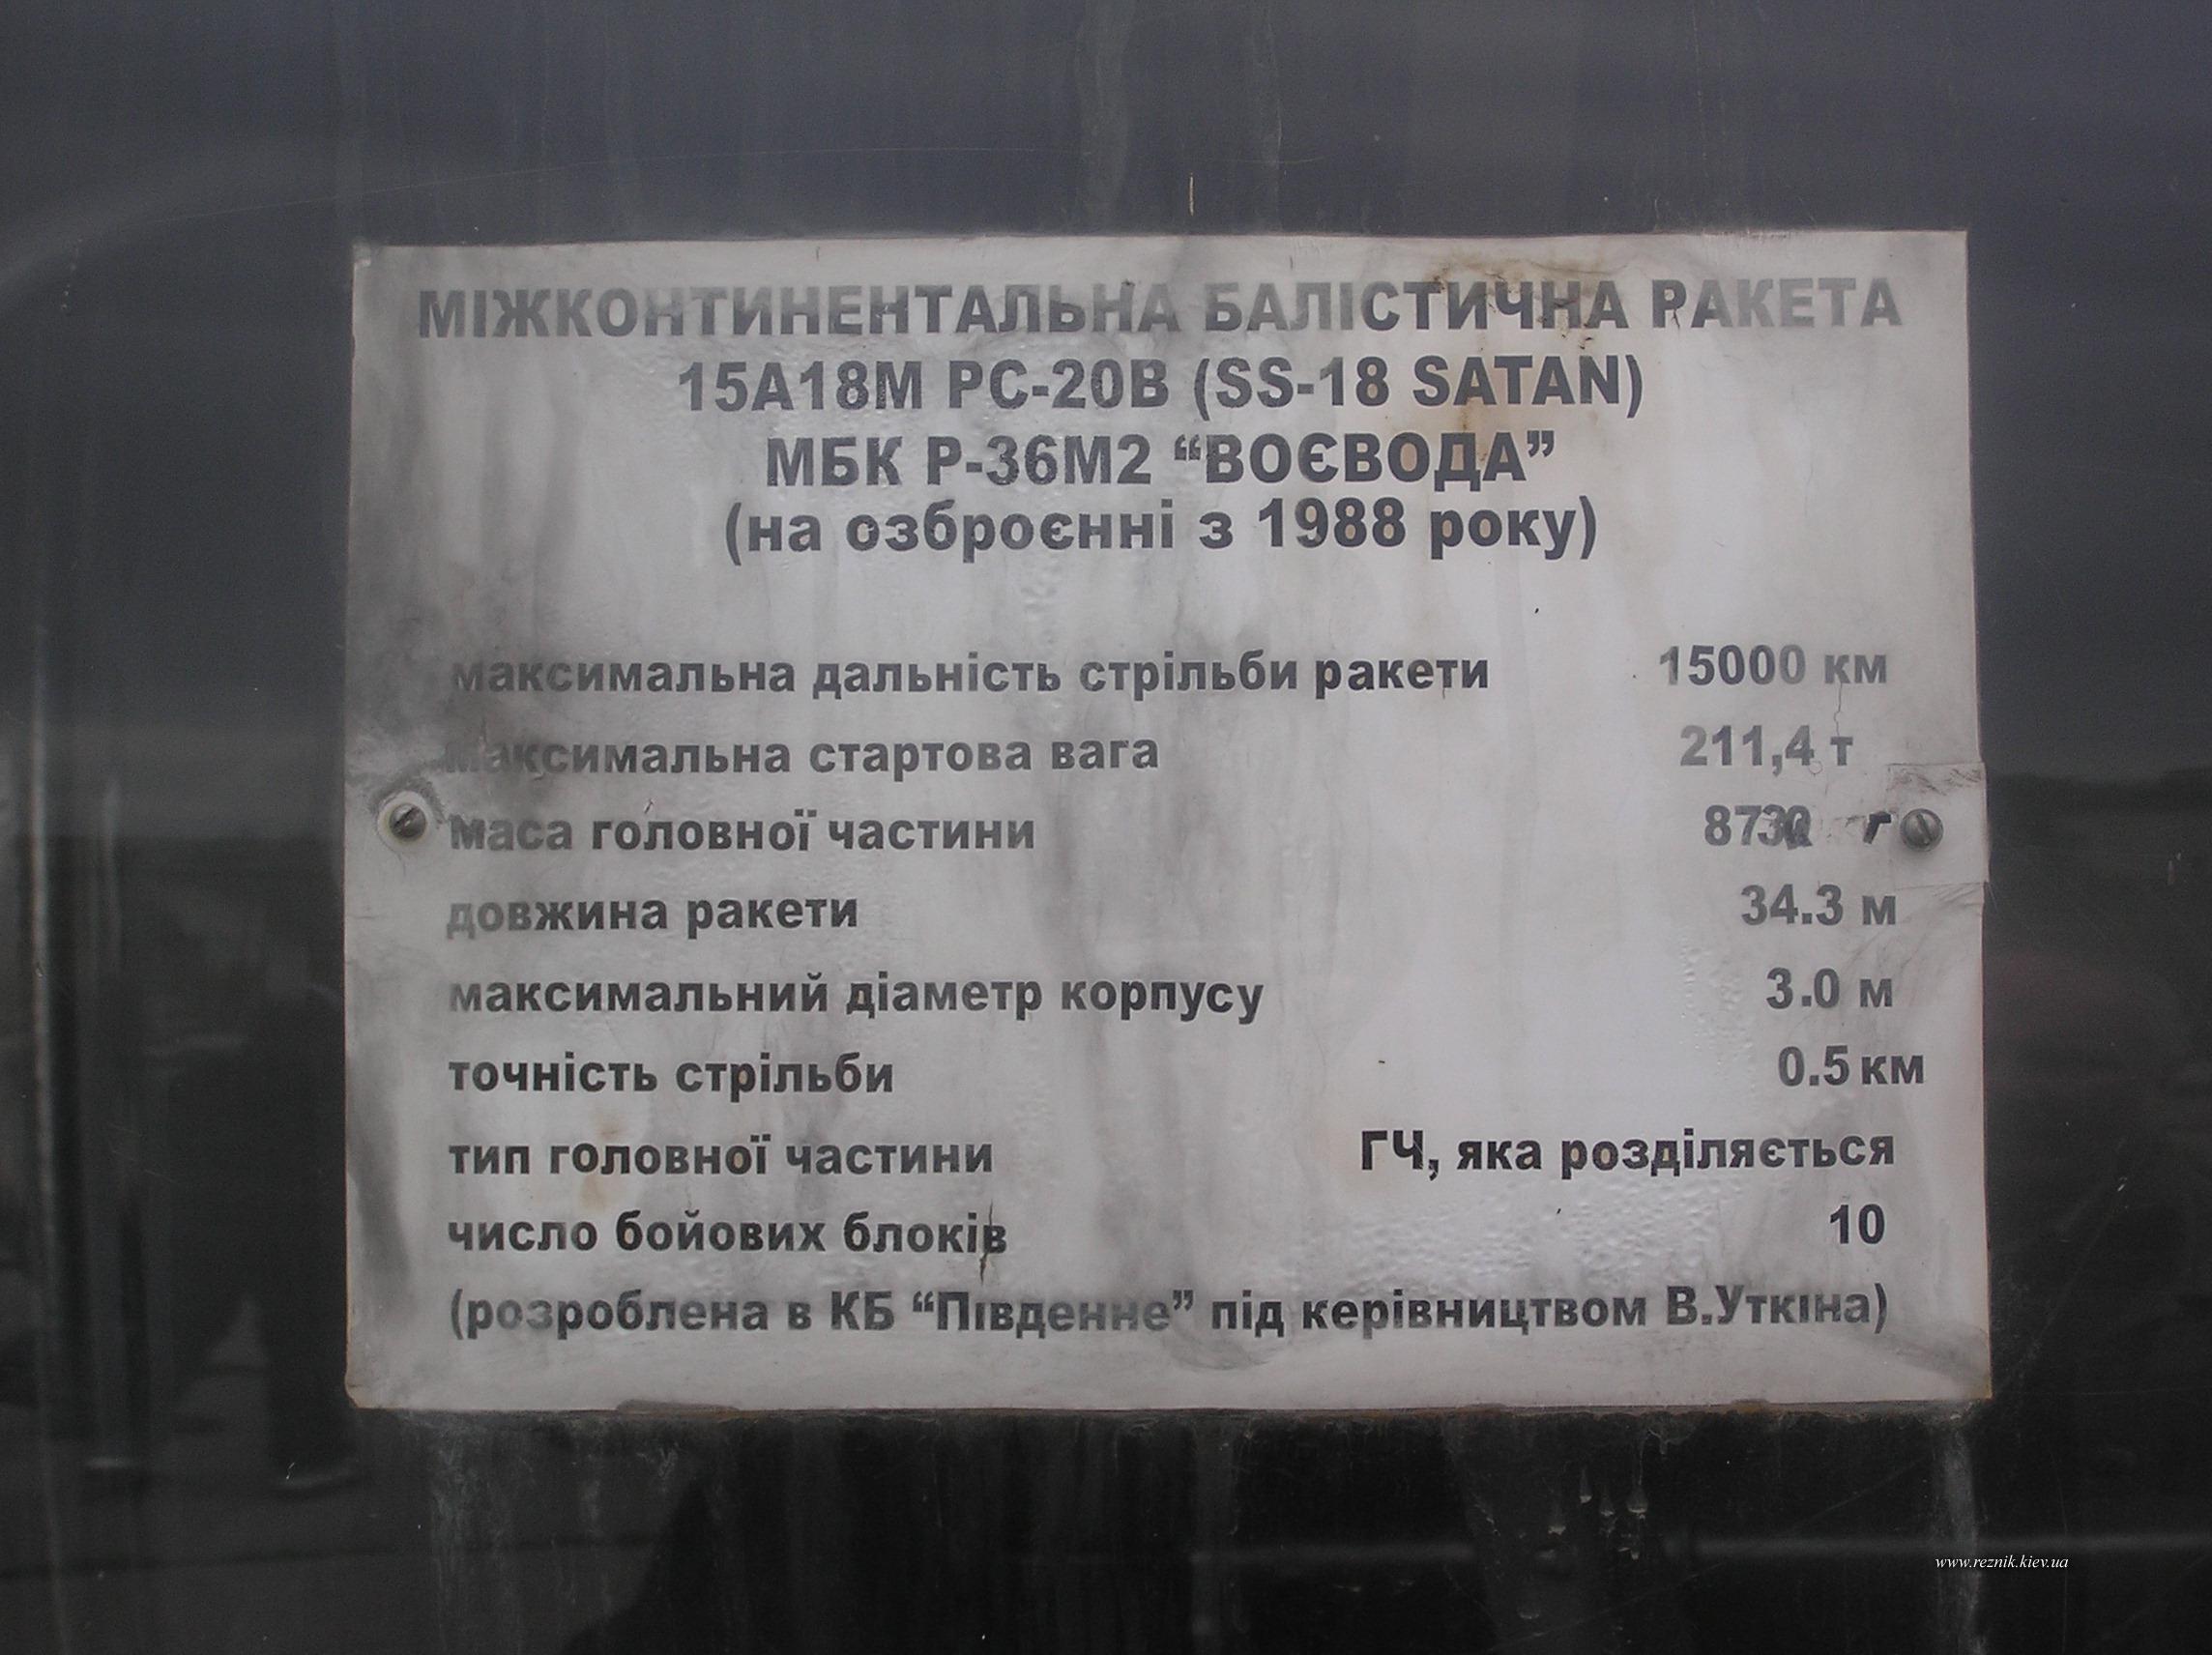 МІЖКОНТИНЕНТАЛЬНА БАЛІСТИЧНА РАКЕТА
15А18М РС-20В (SS-18 SATAN)
МБК Р-36М2 “ВОЄВОДА”
(на озброєнні з 1988 року)
максимальна дальність стрільби ракети 15000 км
максимальна стартова вага 211,4 т
маса головної частини
довжина ракети 34.3 м
максимальний діаметр корпусу 3.0 м
точність стрільби 0.5 км
тип головної частини ГЧ, яка розділяється
число бойових блоків 10
(розроблена в КБ “Південне” під керівництвом В.Уткіна)
www.reznik.kiev.ua